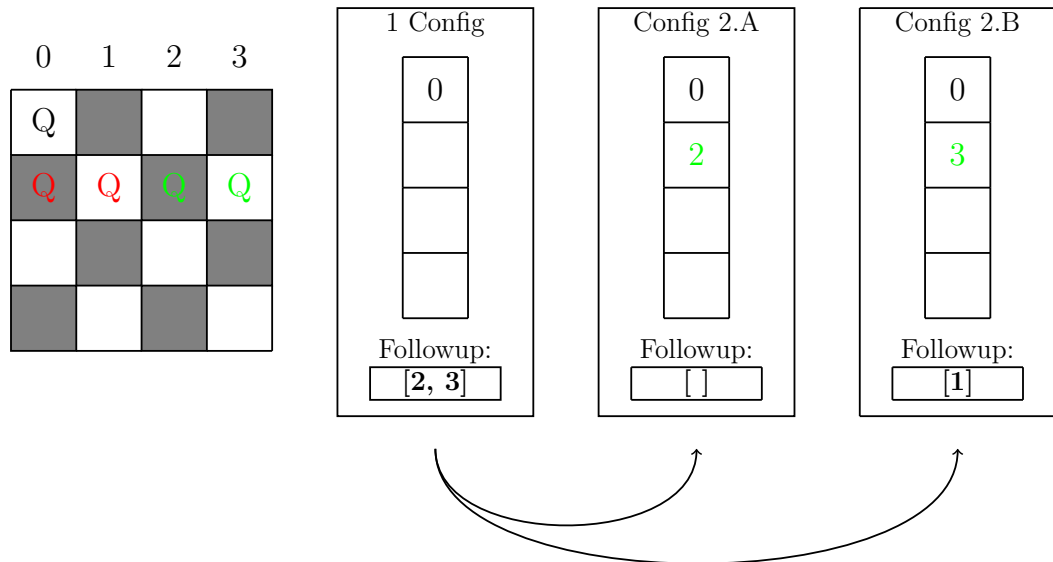 0 1 2 3
Q
Q Q Q Q
1 Config
0
Followup:
[2, 3]
Config 2.A
0
2
Followup:
[ ]
Config 2.B
0
3
Followup:
[1]